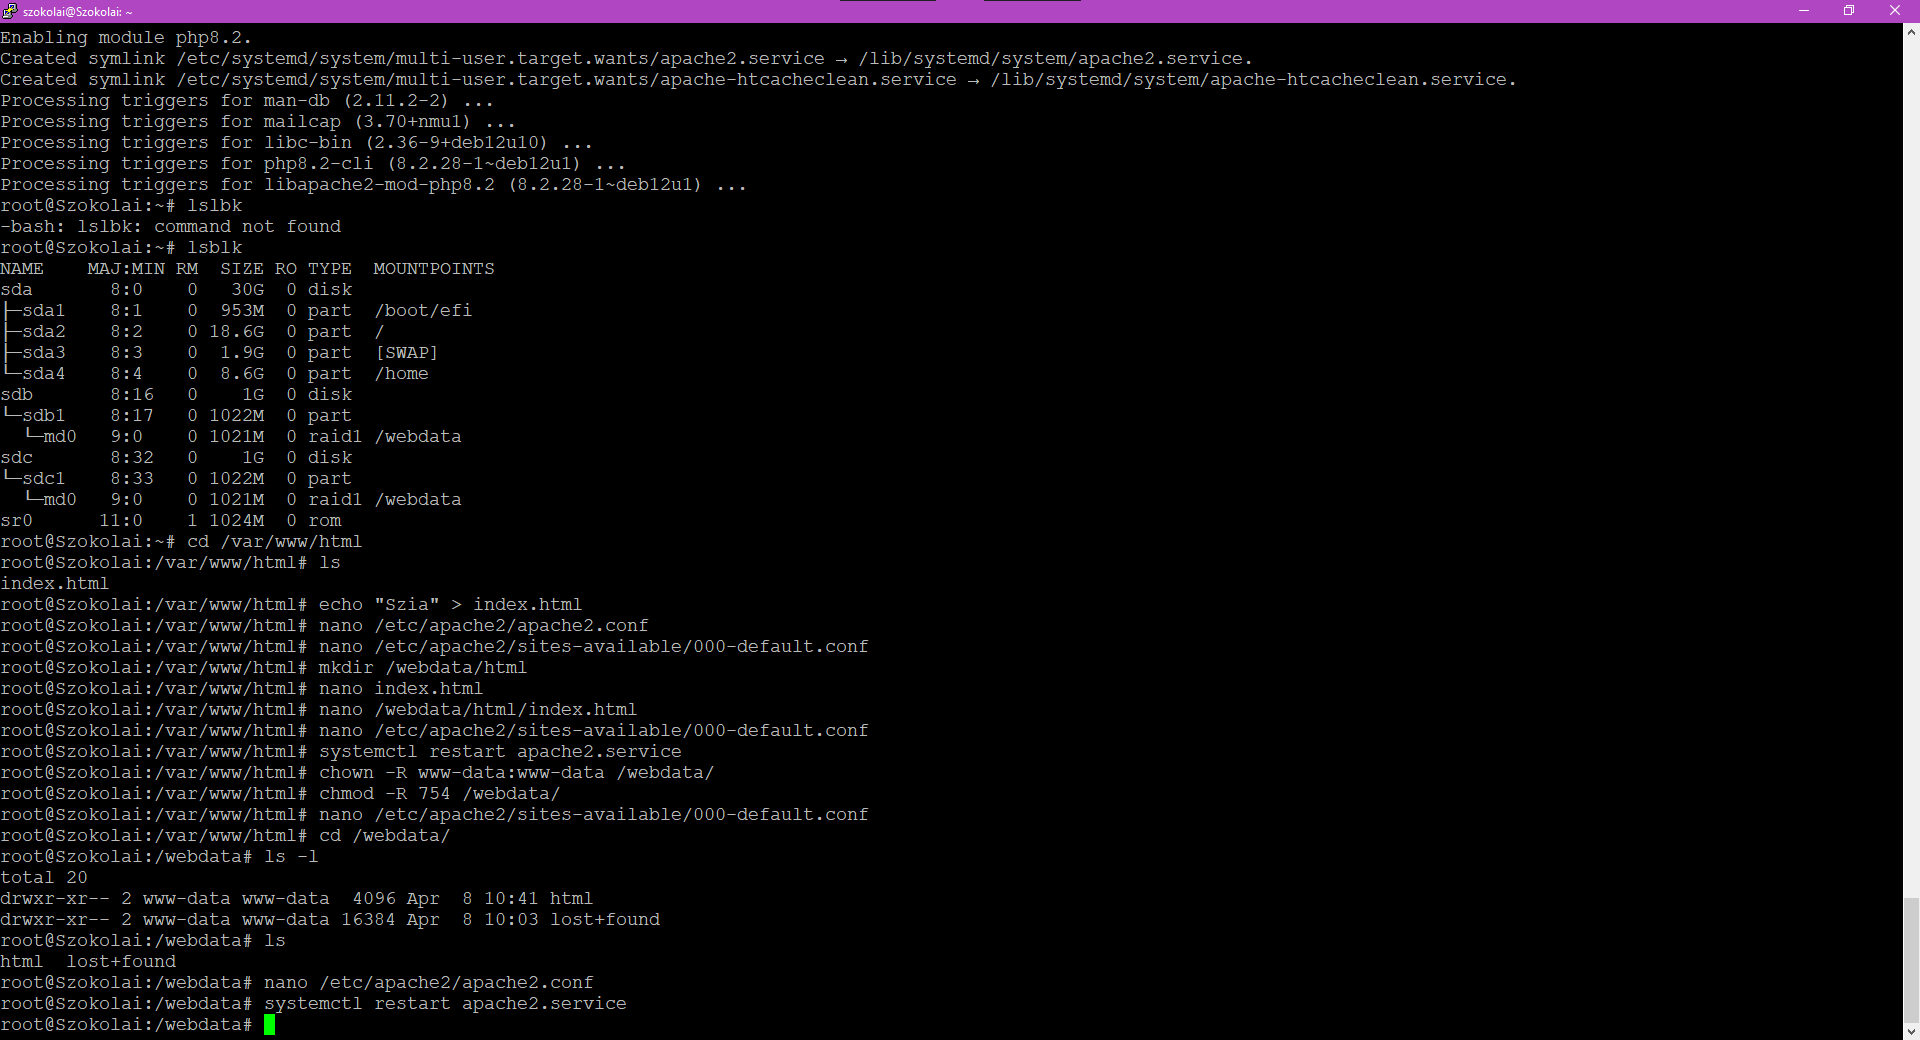 szokolai@Szokolai: ~
Enabling module php8.2.
Created symlink /etc/systemd/system/multi-user.target.wants/apache2.service → /lib/systemd/system/apache2.service.
Created symlink /etc/systemd/system/multi-user.target.wants/apache-htcacheclean.service → /lib/systemd/system/apache-htcacheclean.service.
Processing triggers for man-db (2.11.2-2) ...
Processing triggers for mailcap (3.70+nmu1) ...
Processing triggers for libc-bin (2.36-9+deb12u10) ...
Processing triggers for php8.2-cli (8.2.28-1~deb12u1) ...
Processing triggers for libapache2-mod-php8.2 (8.2.28-1~deb12u1) ...
root@Szokolai:~# lslbk
-bash: lslbk: command not found
root@Szokolai:~# lsblk
NAME    MAJ:MIN RM  SIZE RO TYPE  MOUNTPOINTS
sda       8:0    0   30G  0 disk
├─sda1    8:1    0  953M  0 part  /boot/efi
├─sda2    8:2    0 18.6G  0 part  /
├─sda3    8:3    0  1.9G  0 part  [SWAP]
└─sda4    8:4    0  8.6G  0 part  /home
sdb       8:16   0    1G  0 disk
└─sdb1    8:17   0 1022M  0 part
  └─md0   9:0    0 1021M  0 raid1 /webdata
sdc       8:32   0    1G  0 disk
└─sdc1    8:33   0 1022M  0 part
  └─md0   9:0    0 1021M  0 raid1 /webdata
sr0      11:0    1 1024M  0 rom
root@Szokolai:~# cd /var/www/html
root@Szokolai:/var/www/html# ls
index.html
root@Szokolai:/var/www/html# echo "Szia" > index.html
root@Szokolai:/var/www/html# nano /etc/apache2/apache2.conf
root@Szokolai:/var/www/html# nano /etc/apache2/sites-available/000-default.conf
root@Szokolai:/var/www/html# mkdir /webdata/html
root@Szokolai:/var/www/html# nano index.html
root@Szokolai:/var/www/html# nano /webdata/html/index.html
root@Szokolai:/var/www/html# nano /etc/apache2/sites-available/000-default.conf
root@Szokolai:/var/www/html# systemctl restart apache2.service
root@Szokolai:/var/www/html# chown -R www-data:www-data /webdata/
root@Szokolai:/var/www/html# chmod -R 754 /webdata/
root@Szokolai:/var/www/html# nano /etc/apache2/sites-available/000-default.conf
root@Szokolai:/var/www/html# cd /webdata/
root@Szokolai:/webdata# ls -l
total 20
drwxr-xr-- 2 www-data www-data  4096 Apr  8 10:41 html
drwxr-xr-- 2 www-data www-data 16384 Apr  8 10:03 lost+found
root@Szokolai:/webdata# ls
html  lost+found
root@Szokolai:/webdata# nano /etc/apache2/apache2.conf
root@Szokolai:/webdata# systemctl restart apache2.service
root@Szokolai:/webdata#